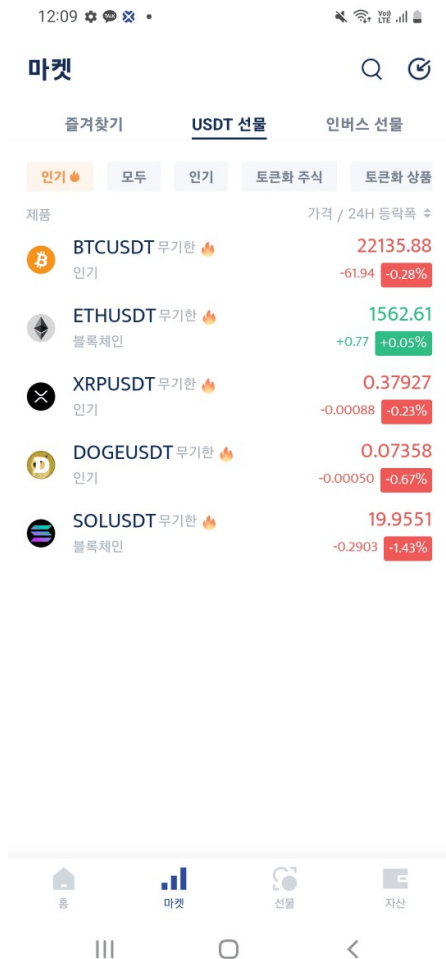 12:09
마켓
즐겨찾기 USDT 선물 인버스 선물
인기 모두 인기 토큰화 주식 토큰화 상품
제품 가격 / 24H 등락폭
BTCUSDT 무기한 22135.88
인기 -61.94 -0.28%
ETHUSDT 무기한 1562.61
블록체인 +0.77 +0.05%
XRPUSDT 무기한 0.37927
인기 -0.00088 -0.23%
DOGEUSDT 무기한 0.07358
인기 -0.00050 -0.67%
SOLUSDT 무기한 19.9551
블록체인 -0.2903 -1.43%
홈 마켓 선물 자산